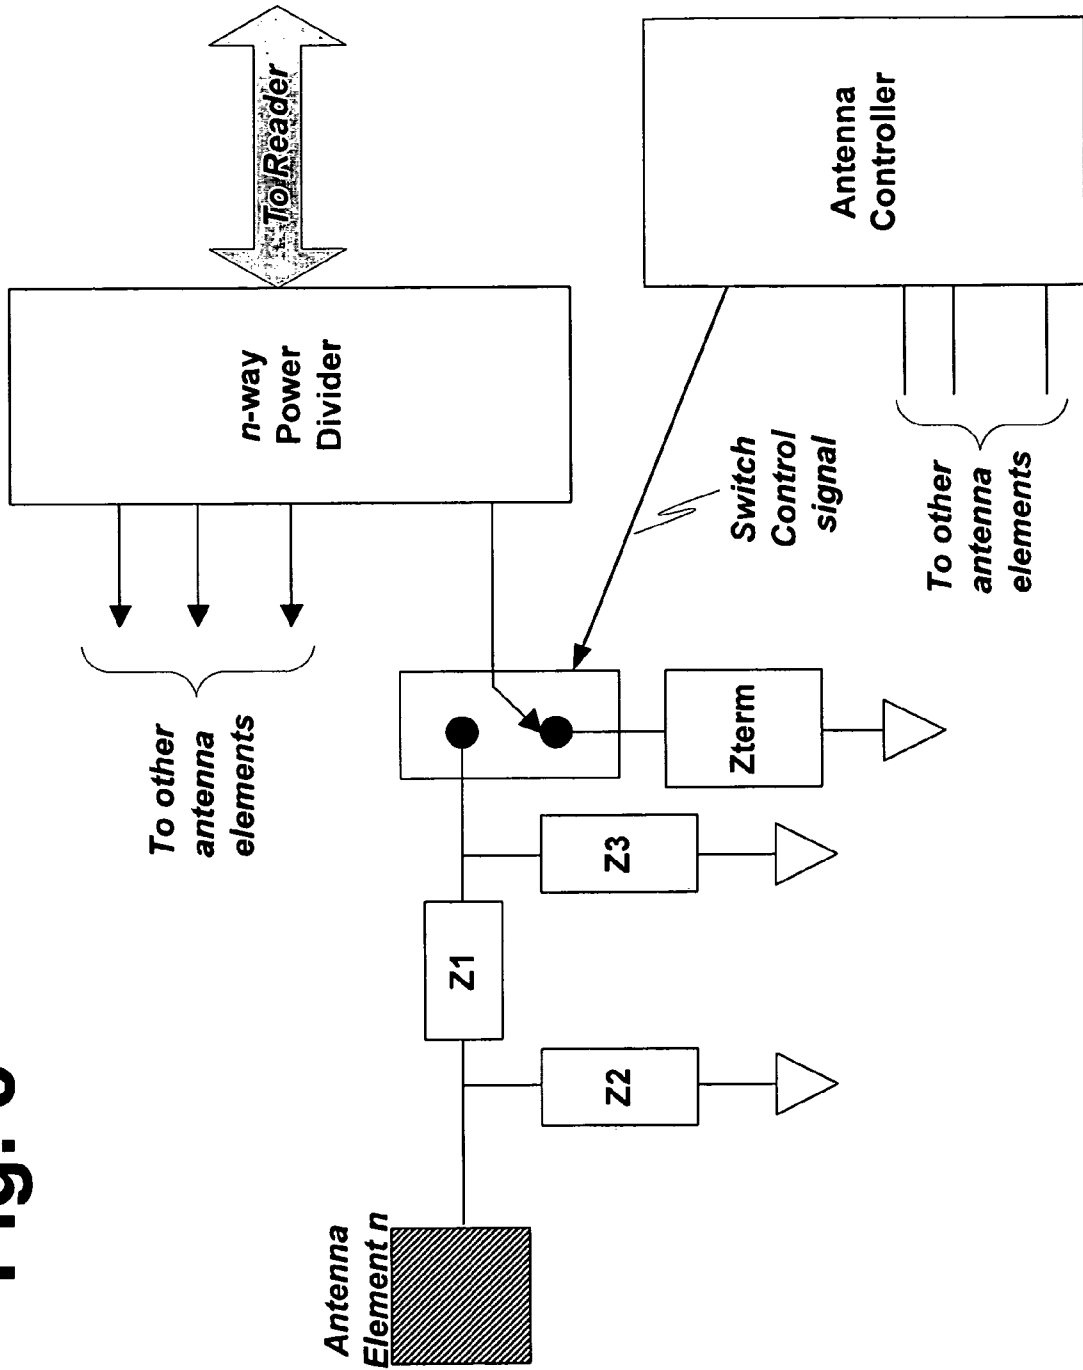 To Reader
n-way
Power
Divider
Antenna
Controller
To other
antenna
elements
Switch
Control
signal
To other
antenna
elements
Zterm
Z3
Z1
Z2
Antenna
Element n